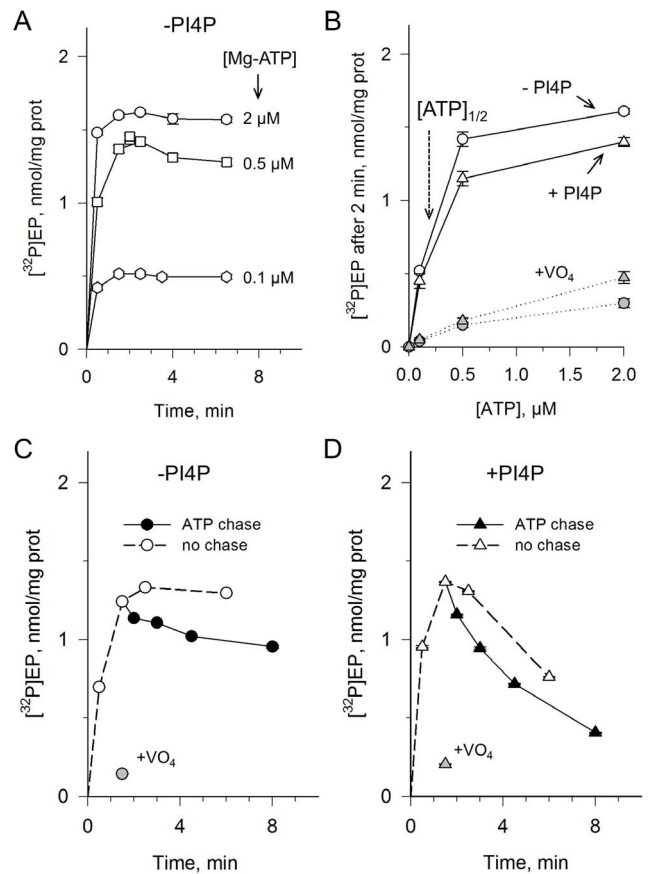 A
-PI4P
[Mg-ATP]
2 µM
0.5 µM
0.1 µM
[³²P]EP, nmol/mg prot
2
1
0
0
4
8
Time, min
B
[ATP]₁/₂
- PI4P
+ PI4P
+VO₄
[³²P]EP after 2 min, nmol/mg prot
2
1
0
0.0
0.5
1.0
1.5
2.0
[ATP], µM
C
-PI4P
ATP chase
no chase
+VO₄
[³²P]EP, nmol/mg prot
2
1
0
0
4
8
Time, min
D
+PI4P
ATP chase
no chase
+VO₄
[³²P]EP, nmol/mg prot
2
1
0
0
4
8
Time, min